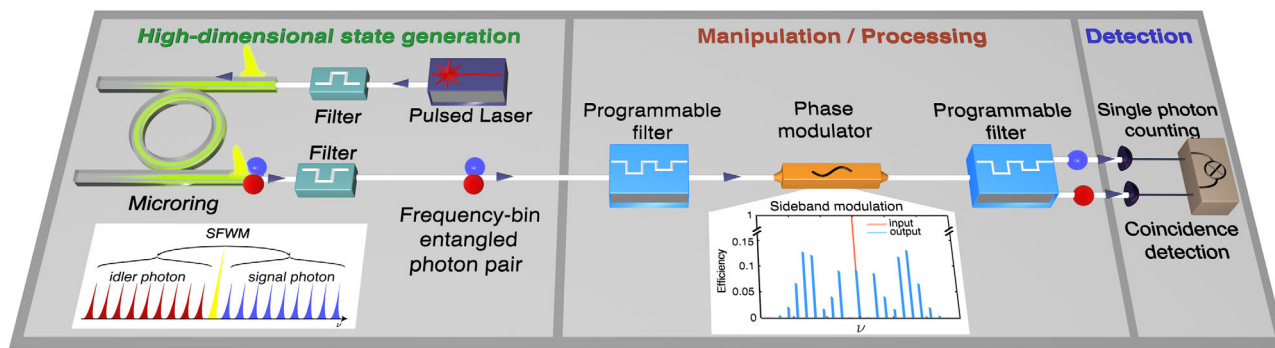 High-dimensional state generation
Manipulation / Processing
Detection
Filter
Pulsed Laser
Filter
Microring
Frequency-bin
entangled
photon pair
SFWM
idler photon
signal photon
ν
Programmable
filter
Phase
modulator
Programmable
filter
Sideband modulation
input
output
Efficiency
1
0.15
0.1
0.05
0
ν
Single photon
counting
Coincidence
detection